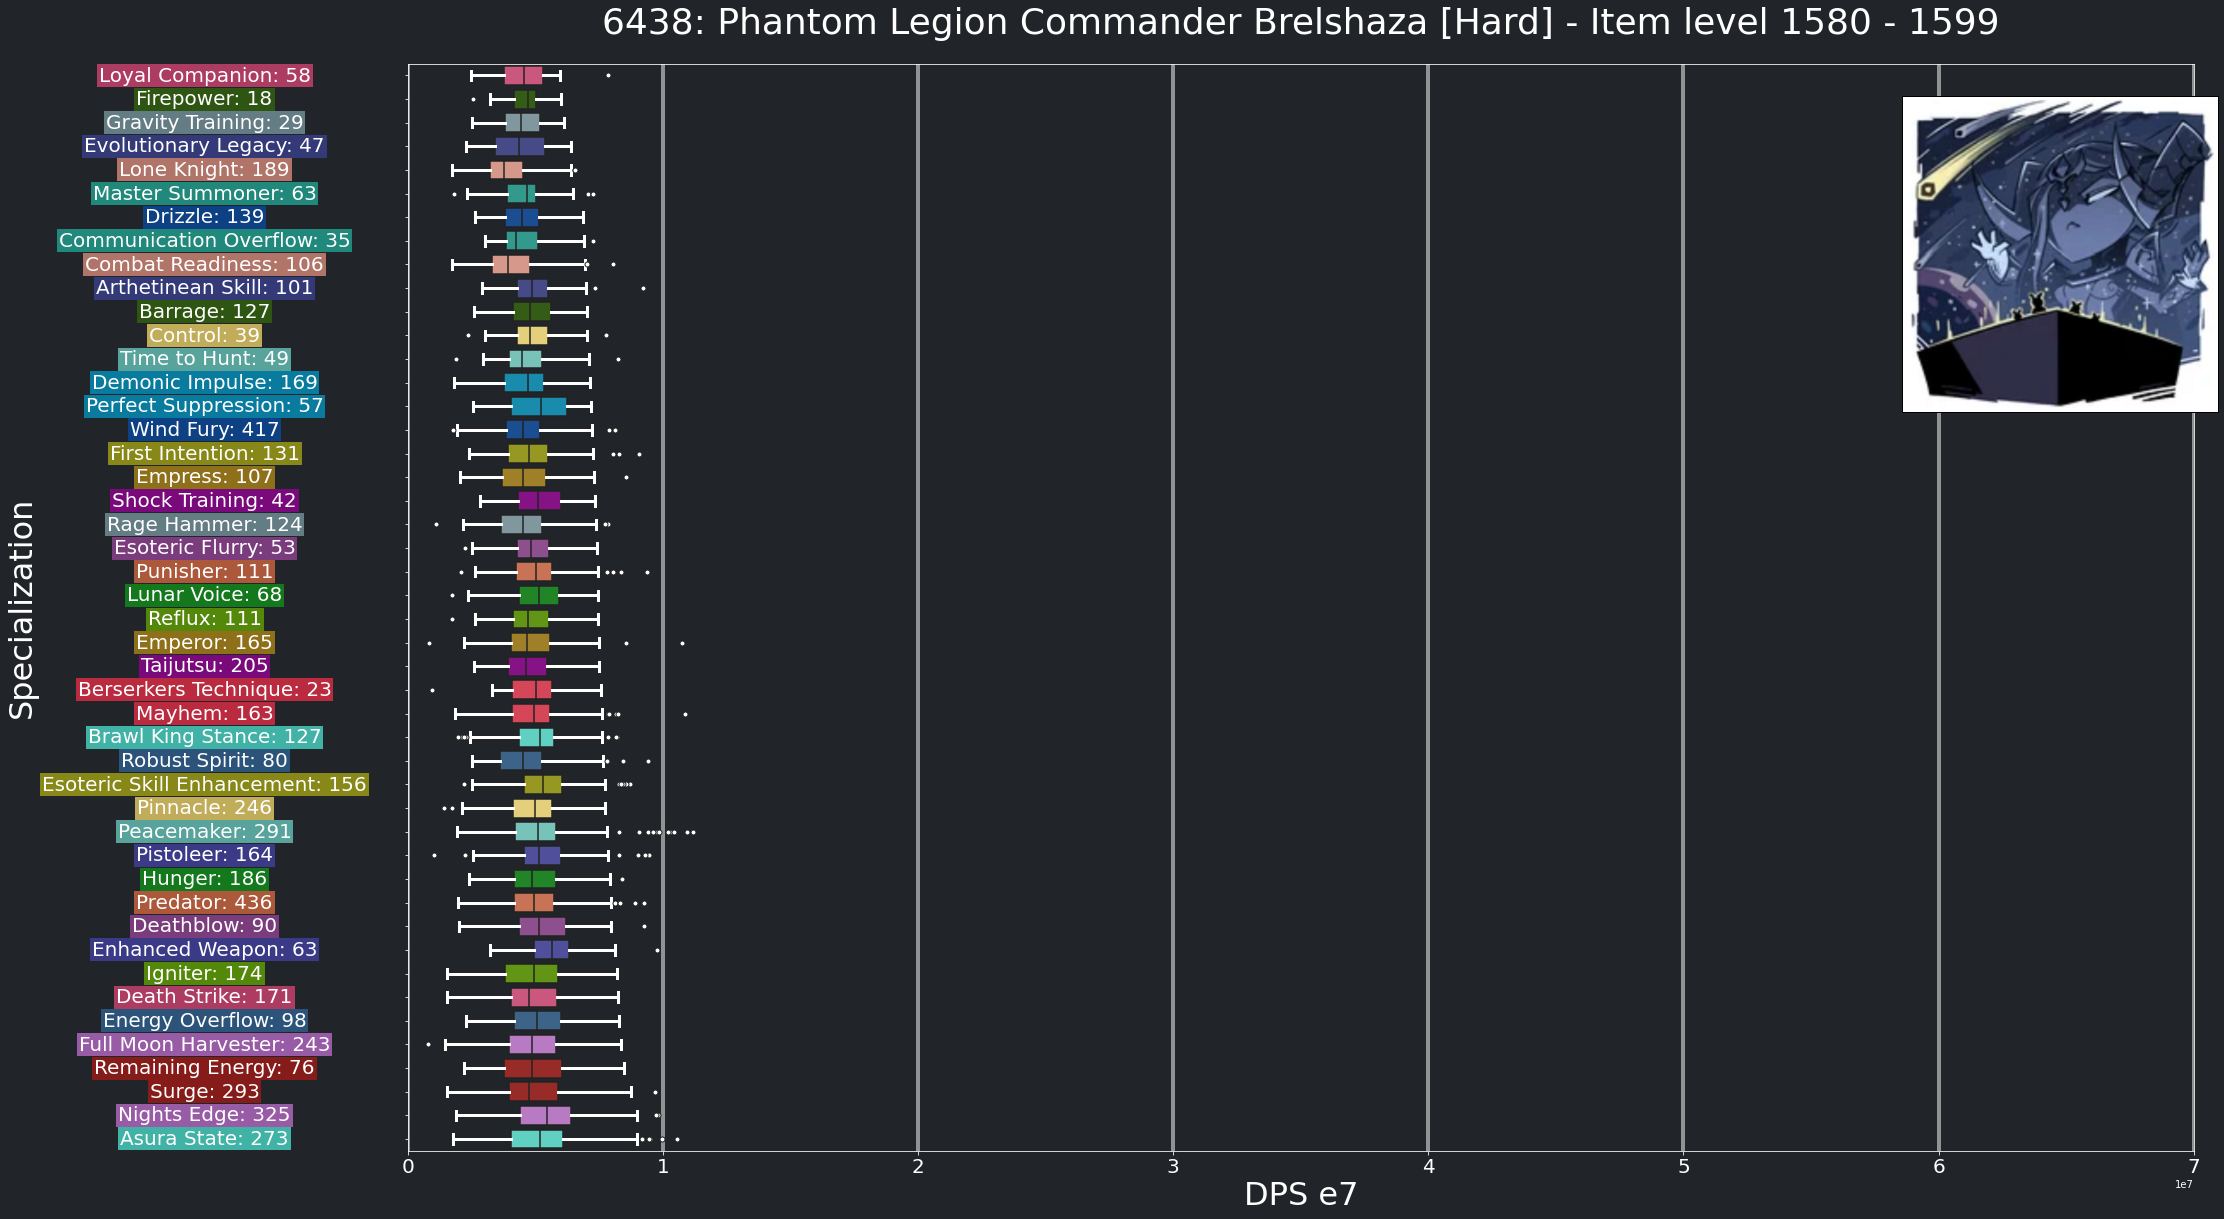 6438: Phantom Legion Commander Brelshaza [Hard] - Item level 1580 - 1599
Specialization
Loyal Companion: 58
Firepower: 18
Gravity Training: 29
Evolutionary Legacy: 47
Lone Knight: 189
Master Summoner: 63
Drizzle: 139
Communication Overflow: 35
Combat Readiness: 106
Arthetinean Skill: 101
Barrage: 127
Control: 39
Time to Hunt: 49
Demonic Impulse: 169
Perfect Suppression: 57
Wind Fury: 417
First Intention: 131
Empress: 107
Shock Training: 42
Rage Hammer: 124
Esoteric Flurry: 53
Punisher: 111
Lunar Voice: 68
Reflux: 111
Emperor: 165
Taijutsu: 205
Berserkers Technique: 23
Mayhem: 163
Brawl King Stance: 127
Robust Spirit: 80
Esoteric Skill Enhancement: 156
Pinnacle: 246
Peacemaker: 291
Pistoleer: 164
Hunger: 186
Predator: 436
Deathblow: 90
Enhanced Weapon: 63
Igniter: 174
Death Strike: 171
Energy Overflow: 98
Full Moon Harvester: 243
Remaining Energy: 76
Surge: 293
Nights Edge: 325
Asura State: 273
0 1 2 3 4 5 6 7
1e7
DPS e7